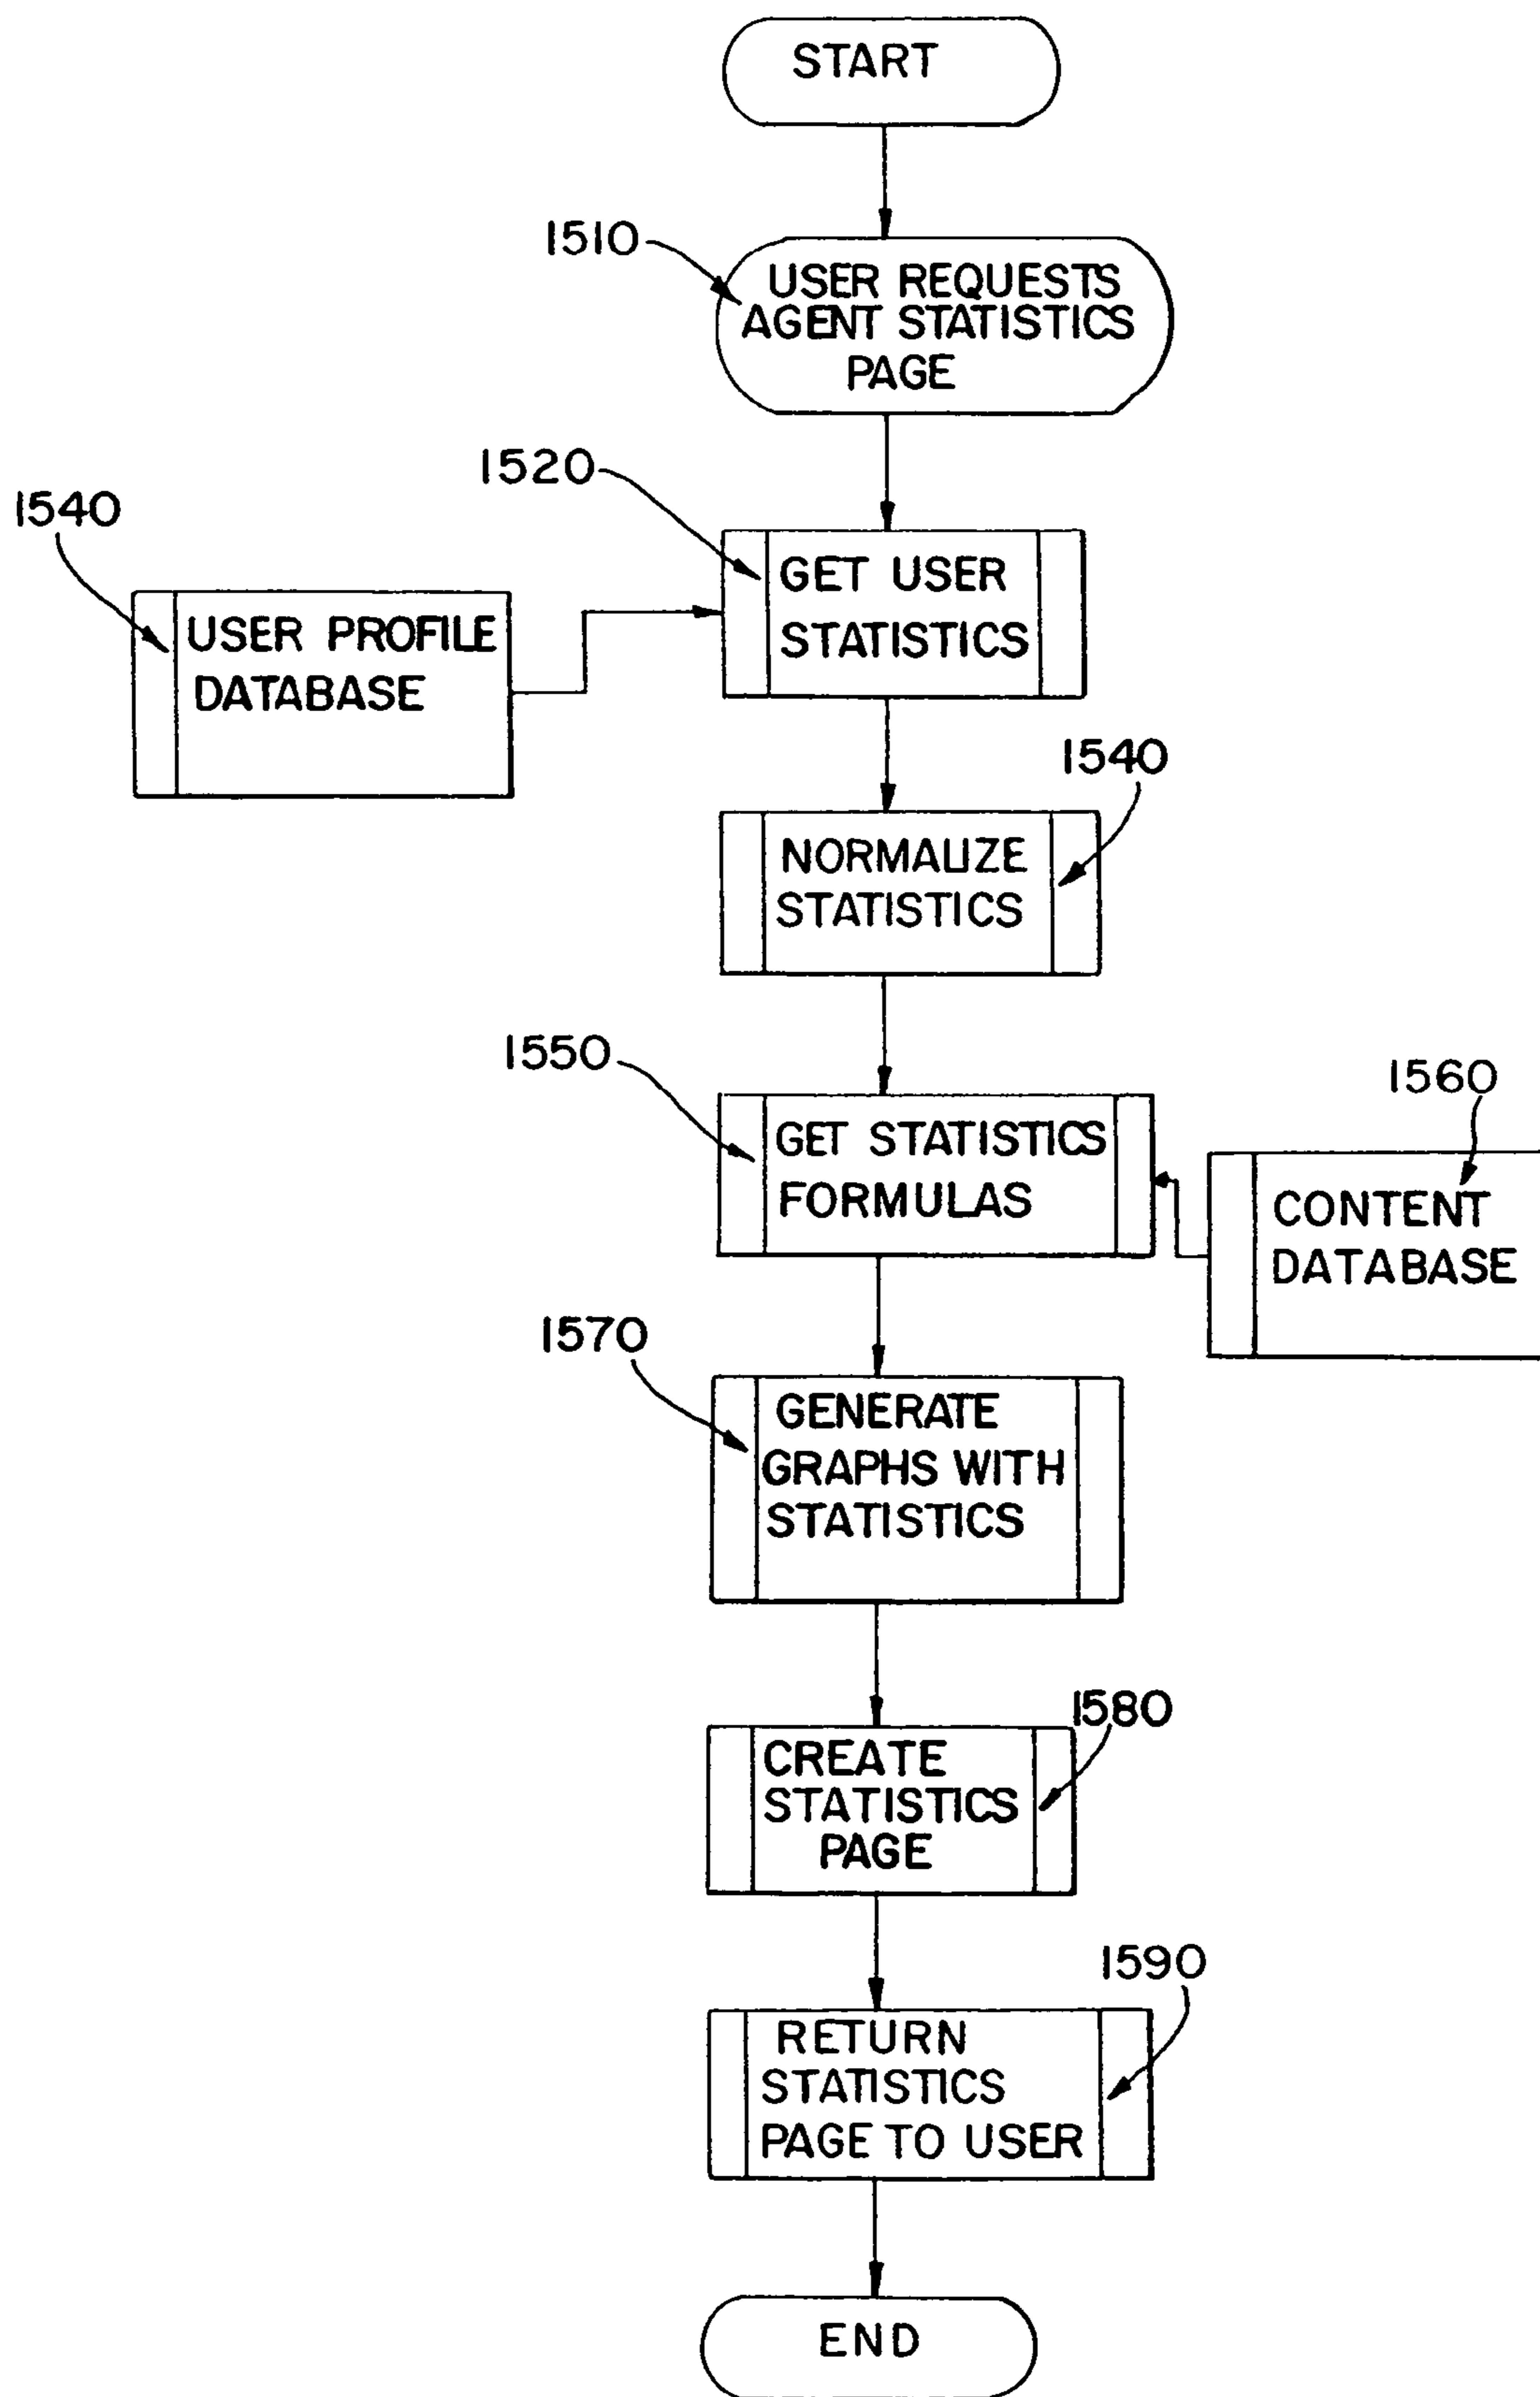 START
1510
USER REQUESTS
AGENT STATISTICS
PAGE
1520
1540
GET USER
STATISTICS
USER PROFILE
DATABASE
1540
NORMALIZE
STATISTICS
1550
1560
GET STATISTICS
FORMULAS
CONTENT
DATABASE
1570
GENERATE
GRAPHS WITH
STATISTICS
1580
CREATE
STATISTICS
PAGE
1590
RETURN
STATISTICS
PAGE TO USER
END